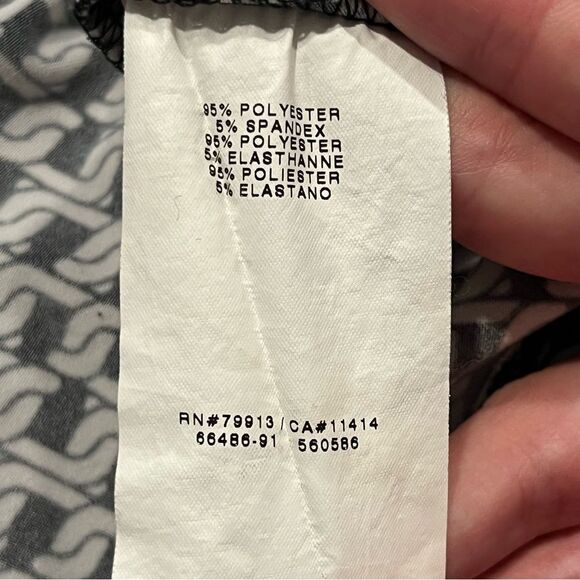 95% POLYESTER
5% SPANDEX
95% POLYESTER
5% ELASTHANNE
95% POLIESTER
5% ELASTANO
RN#79913 / CA#11414
66486-91 560586